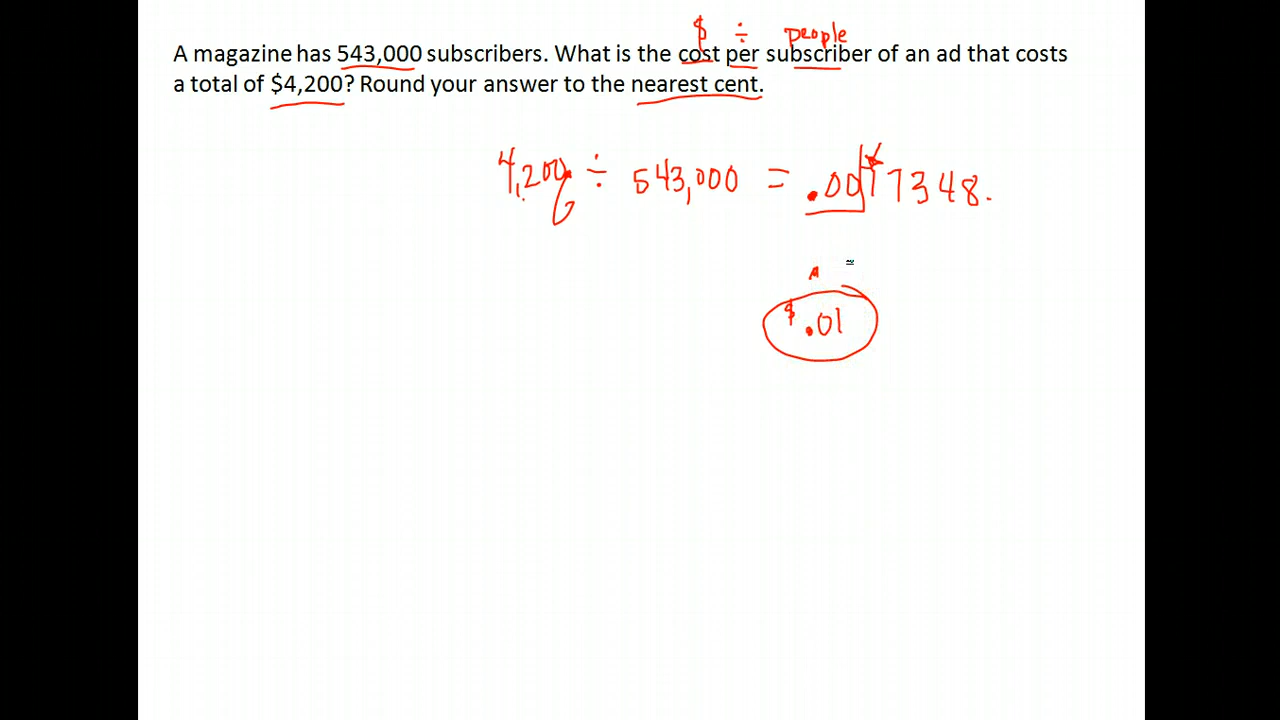 $ ÷ people
A magazine has 543,000 subscribers. What is the cost per subscriber of an ad that costs
a total of $4,200? Round your answer to the nearest cent.
4,200 ÷ 543,000 = .0077348.
$.01